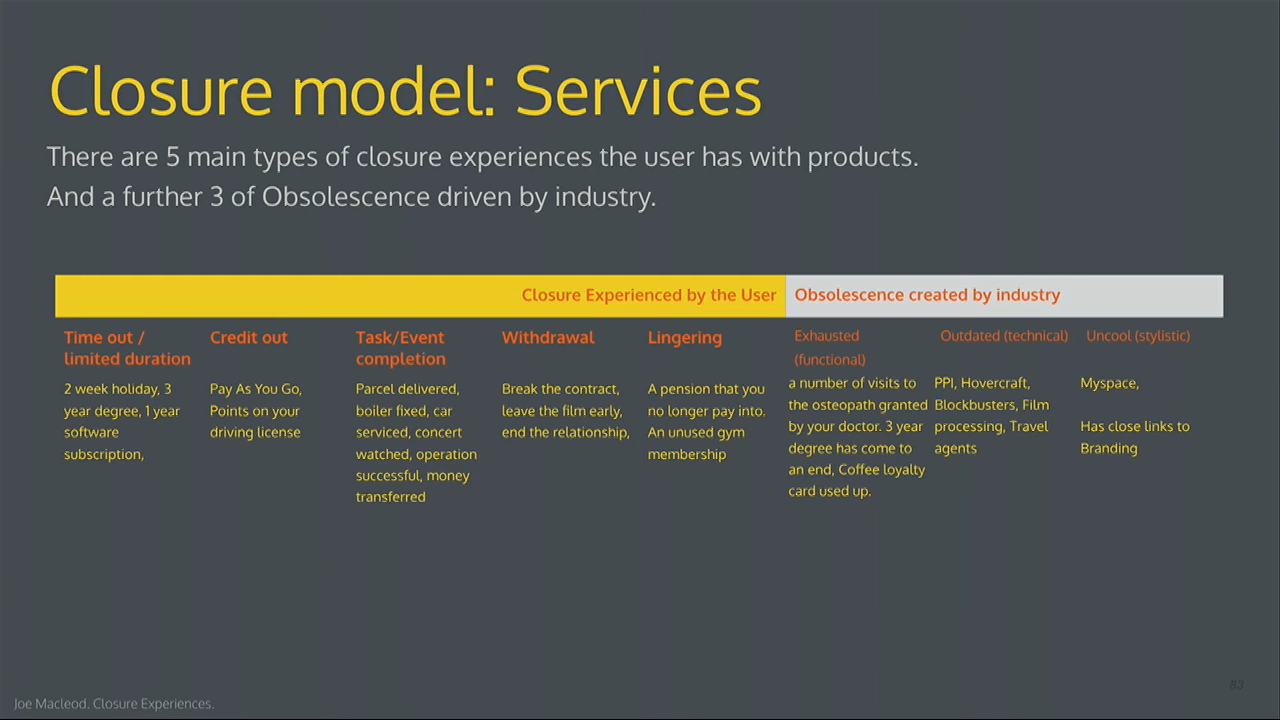 Closure model: Services
There are 5 main types of closure experiences the user has with products.
And a further 3 of Obsolescence driven by industry.
Closure Experienced by the User
Obsolescence created by industry
Time out /
limited duration
2 week holiday, 3
year degree, 1 year
software
subscription,
Credit out
Pay As You Go,
Points on your
driving license
Task/Event
completion
Parcel delivered,
boiler fixed, car
serviced, concert
watched, operation
successful, money
transferred
Withdrawal
Break the contract,
leave the film early,
end the relationship,
Lingering
A pension that you
no longer pay into.
An unused gym
membership
Exhausted
(functional)
a number of visits to
the osteopath granted
by your doctor. 3 year
degree has come to
an end, Coffee loyalty
card used up.
Outdated (technical)
PPI, Hovercraft,
Blockbusters, Film
processing, Travel
agents
Uncool (stylistic)
Myspace,
Has close links to
Branding
Joe Macleod. Closure Experiences.
83